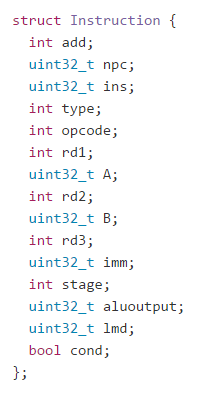 struct Instruction {
  int add;
  uint32_t npc;
  uint32_t ins;
  int type;
  int opcode;
  int rd1;
  uint32_t A;
  int rd2;
  uint32_t B;
  int rd3;
  uint32_t imm;
  int stage;
  uint32_t aluoutput;
  uint32_t lmd;
  bool cond;
};